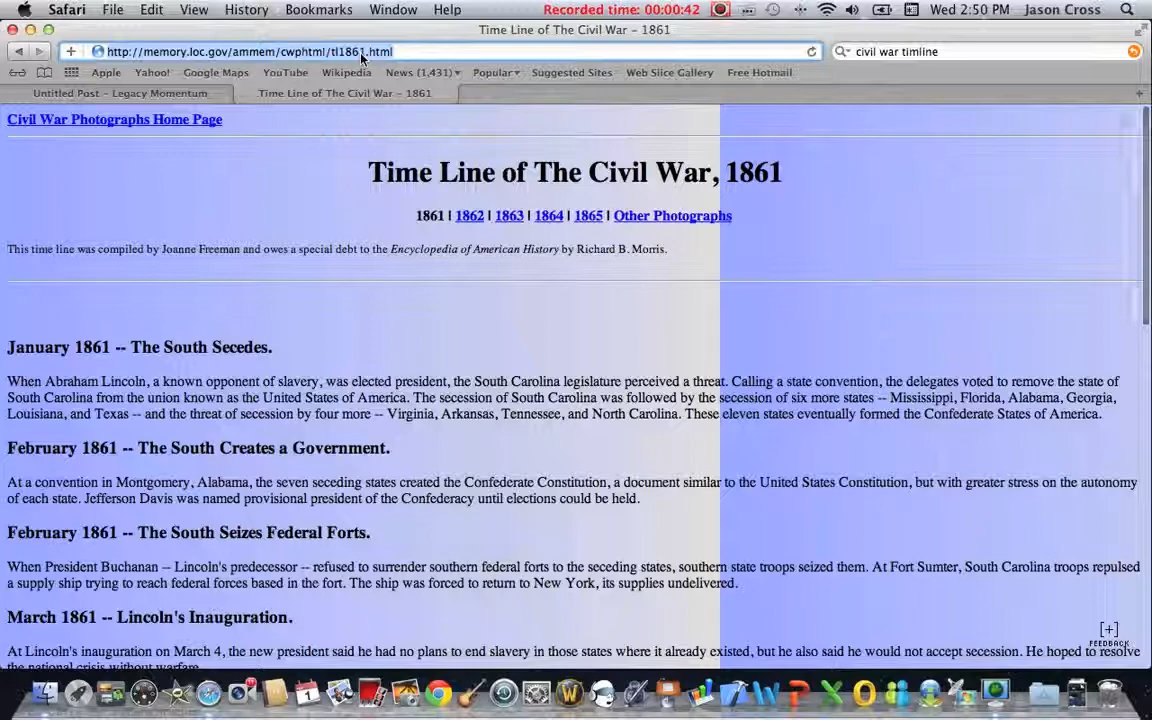 Safari File Edit View History Bookmarks Window Help Recorded time: 00:00:42 Wed 2:50 PM Jason Cross
Time Line of The Civil War – 1861
http://memory.loc.gov/ammem/cwphtml/tl1861.html civil war timline
Apple Yahoo! Google Maps YouTube Wikipedia News (1,431) Popular Suggested Sites Web Slice Gallery Free Hotmail
Untitled Post – Legacy Momentum Time Line of The Civil War – 1861
Civil War Photographs Home Page
Time Line of The Civil War, 1861
1861 | 1862 | 1863 | 1864 | 1865 | Other Photographs
This time line was compiled by Joanne Freeman and owes a special debt to the Encyclopedia of American History by Richard B. Morris.
January 1861 -- The South Secedes.
When Abraham Lincoln, a known opponent of slavery, was elected president, the South Carolina legislature perceived a threat. Calling a state convention, the delegates voted to remove the state of
South Carolina from the union known as the United States of America. The secession of South Carolina was followed by the secession of six more states -- Mississippi, Florida, Alabama, Georgia,
Louisiana, and Texas -- and the threat of secession by four more -- Virginia, Arkansas, Tennessee, and North Carolina. These eleven states eventually formed the Confederate States of America.
February 1861 -- The South Creates a Government.
At a convention in Montgomery, Alabama, the seven seceding states created the Confederate Constitution, a document similar to the United States Constitution, but with greater stress on the autonomy
of each state. Jefferson Davis was named provisional president of the Confederacy until elections could be held.
February 1861 -- The South Seizes Federal Forts.
When President Buchanan -- Lincoln's predecessor -- refused to surrender southern federal forts to the seceding states, southern state troops seized them. At Fort Sumter, South Carolina troops repulsed
a supply ship trying to reach federal forces based in the fort. The ship was forced to return to New York, its supplies undelivered.
March 1861 -- Lincoln's Inauguration.
[+]
FEEDBACK
At Lincoln's inauguration on March 4, the new president said he had no plans to end slavery in those states where it already existed, but he also said he would not accept secession. He hoped to resolve
the national crisis without warfare.